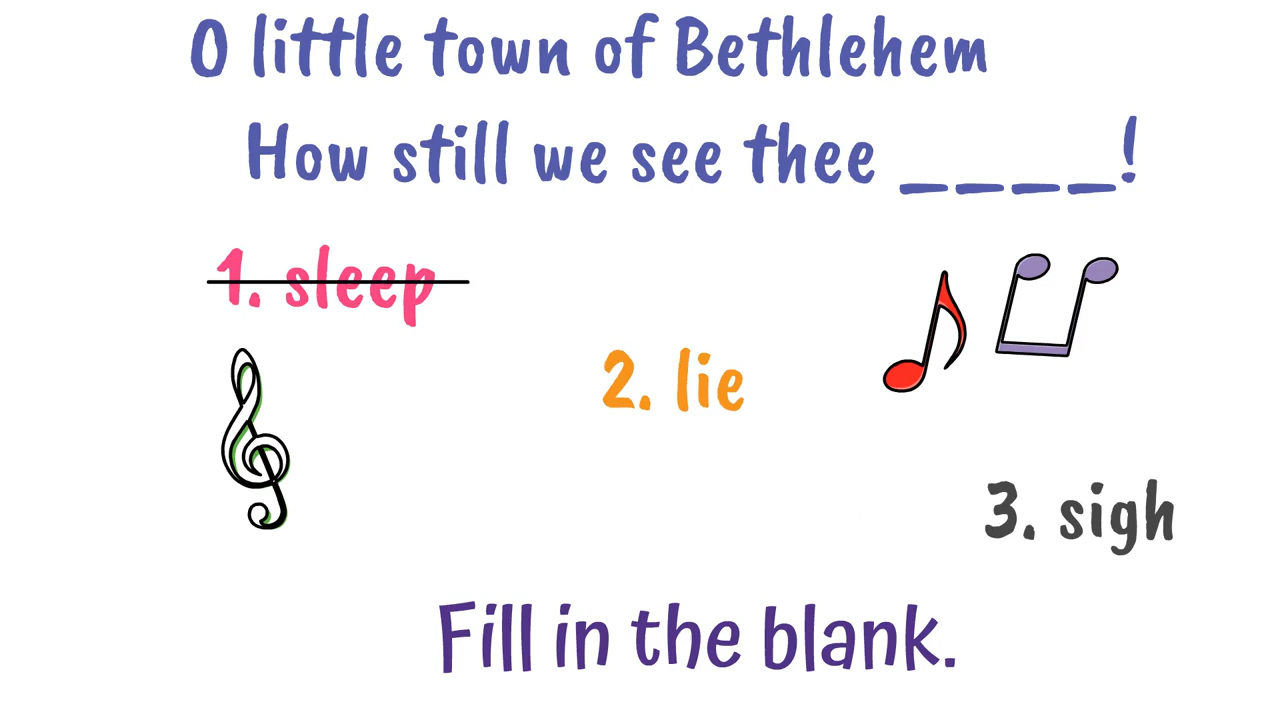 O little town of Bethlehem
How still we see thee ____!
1. sleep
2. lie
3. sigh
Fill in the blank.